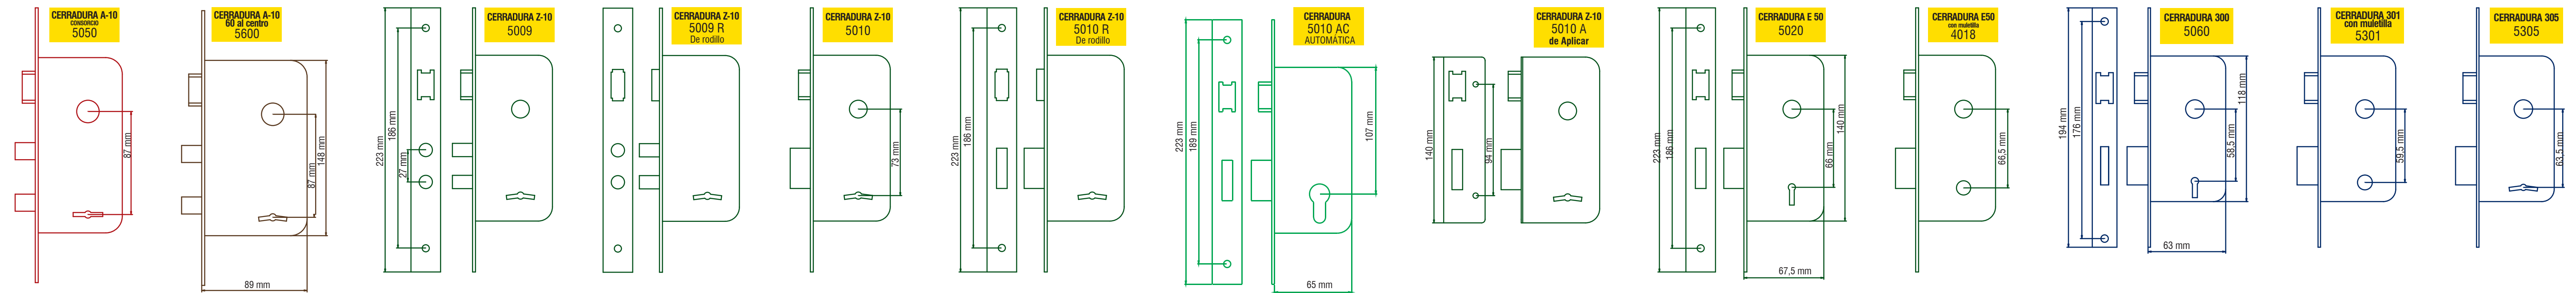 CERRADURA A-10
CONSORCIO
5050
87 mm
CERRADURA A-10
60 al centro
5600
87 mm
148 mm
89 mm
CERRADURA Z-10
5009
223 mm
186 mm
27 mm
CERRADURA Z-10
5009 R
De rodillo
CERRADURA Z-10
5010
73 mm
CERRADURA Z-10
5010 R
De rodillo
223 mm
186 mm
CERRADURA
5010 AC
AUTOMÁTICA
223 mm
189 mm
107 mm
65 mm
CERRADURA Z-10
5010 A
de Aplicar
140 mm
94 mm
CERRADURA E 50
5020
223 mm
186 mm
66 mm
140 mm
67,5 mm
CERRADURA E50
con muletilla
4018
66,5 mm
CERRADURA 300
5060
194 mm
176 mm
58,5 mm
118 mm
63 mm
CERRADURA 301
con muletilla
5301
59,5 mm
CERRADURA 305
5305
63,5 mm